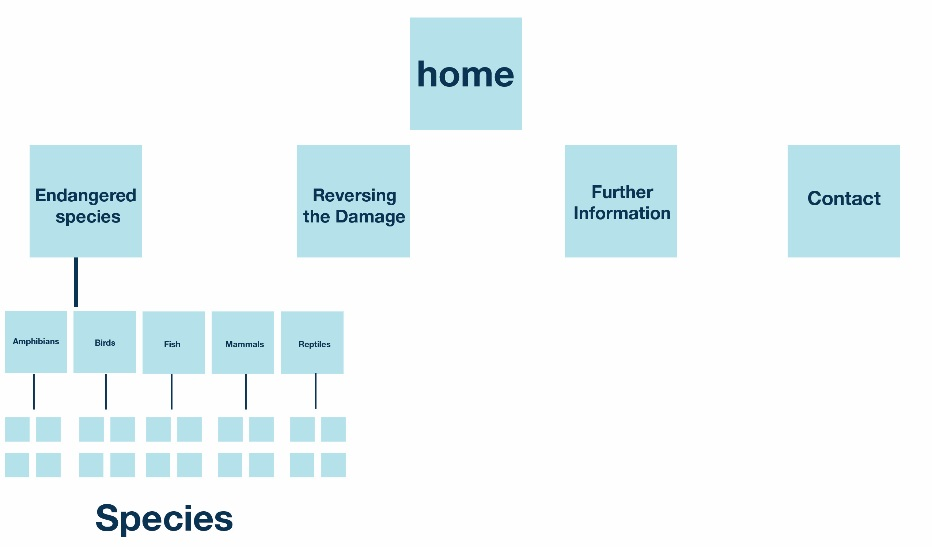 home
Endangered
species
Reversing
the Damage
Further
Information
Contact
Amphibians
Birds
Fish
Mammals
Reptiles
Species